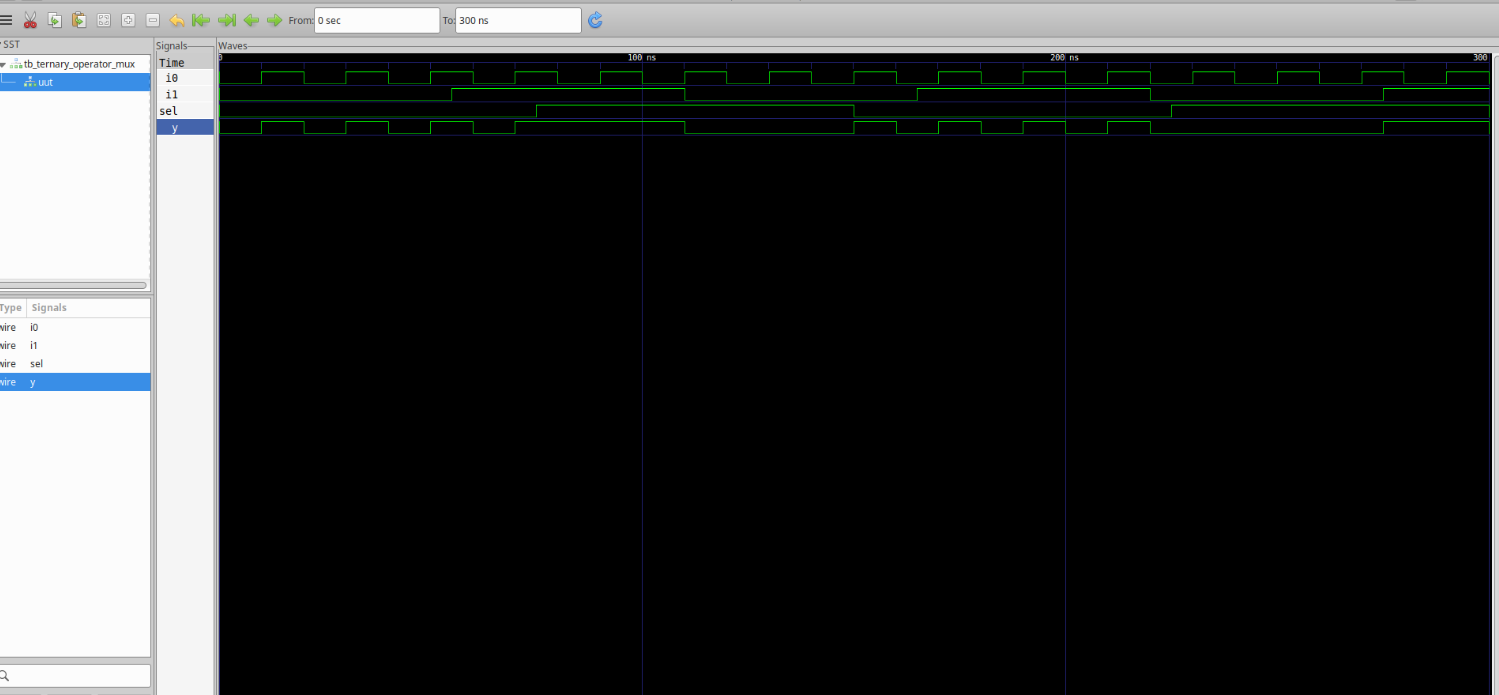 From: 0 sec To: 300 ns
SST
tb_ternary_operator_mux
uut
Type Signals
wire i0
wire i1
wire sel
wire y
Signals
Time
i0
i1
sel
y
Waves
0 100 ns 200 ns 300